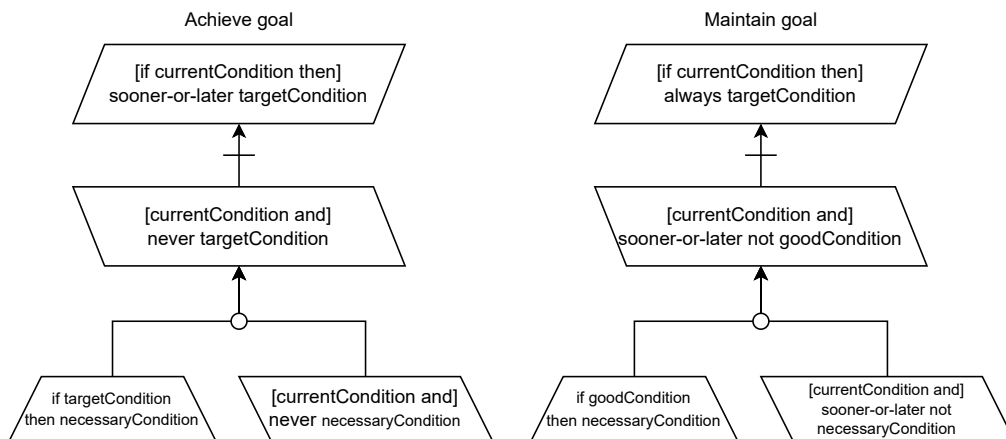 Achieve goal
[if currentCondition then]
sooner-or-later targetCondition
[currentCondition and]
never targetCondition
if targetCondition
then necessaryCondition
[currentCondition and]
never necessaryCondition
Maintain goal
[if currentCondition then]
always targetCondition
[currentCondition and]
sooner-or-later not goodCondition
if goodCondition
then necessaryCondition
[currentCondition and]
sooner-or-later not
necessaryCondition